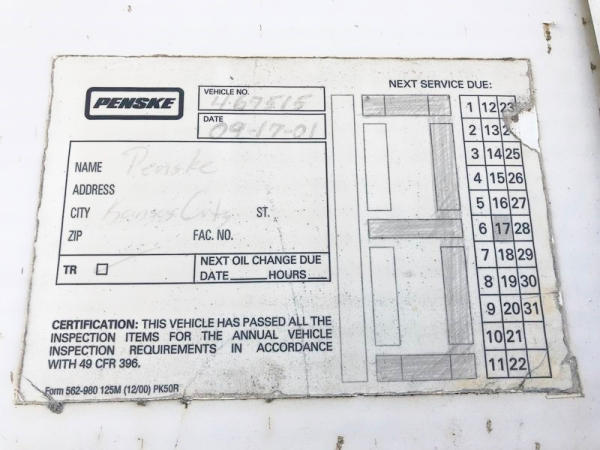 PENSKE
VEHICLE NO.
467515
DATE
09-17-01
NAME Penske
ADDRESS
CITY Kansas City ST.
ZIP FAC. NO.
TR
NEXT OIL CHANGE DUE
DATE_____HOURS_____
CERTIFICATION: THIS VEHICLE HAS PASSED ALL THE
INSPECTION ITEMS FOR THE ANNUAL VEHICLE
INSPECTION REQUIREMENTS IN ACCORDANCE
WITH 49 CFR 396.
Form 562-980 125M (12/00) PK50R
NEXT SERVICE DUE:
1 12 23
2 13 2
3 14 25
4 15 26
5 16 27
6 17 28
7 18 29
8 19 30
9 20 31
10 21
11 22